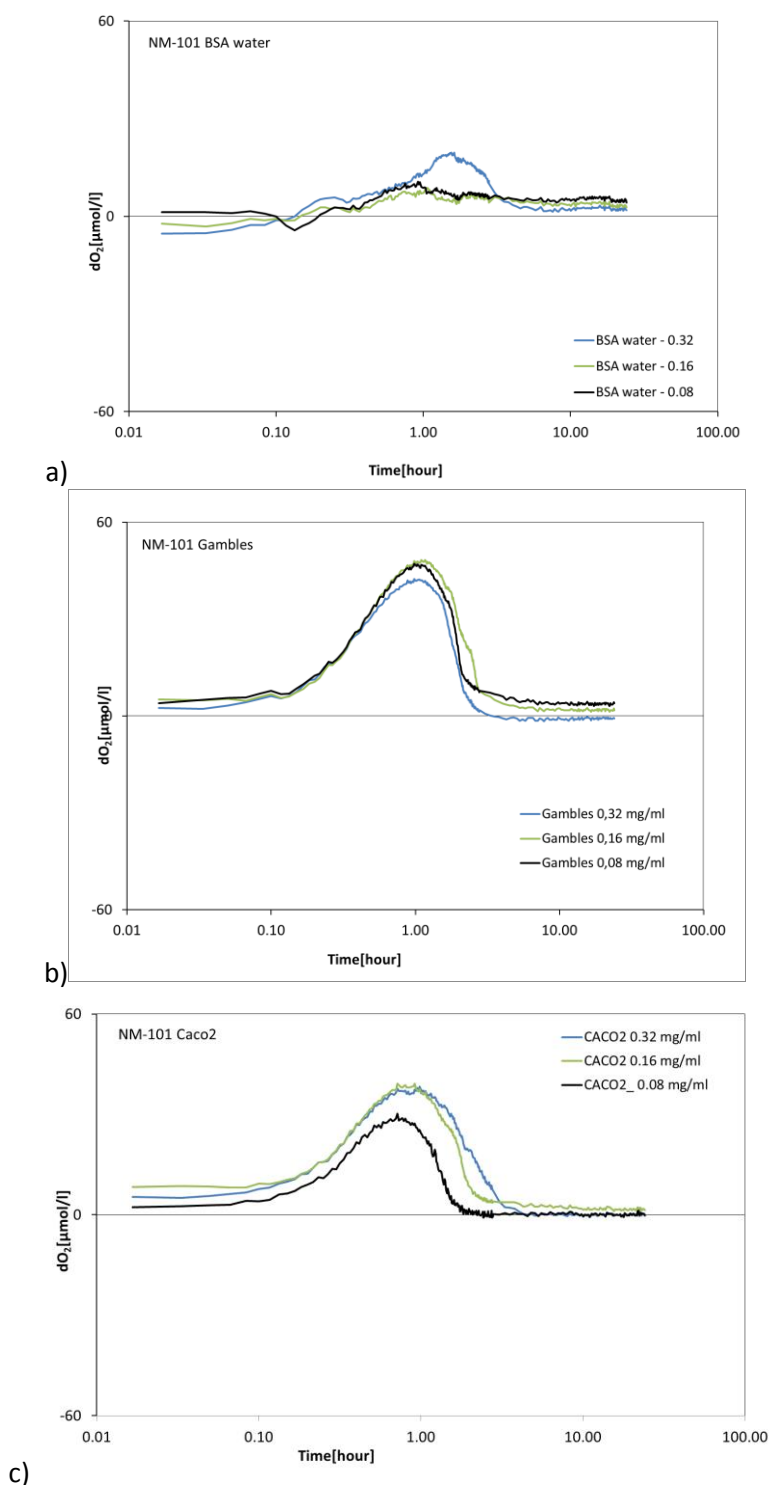 60
NM-101 BSA water
dO₂[µmol/l]
0
BSA water - 0.32
BSA water - 0.16
BSA water - 0.08
-60
0.01 0.10 1.00 10.00 100.00
Time[hour]
a)
60
NM-101 Gambles
dO₂[µmol/l]
0
Gambles 0,32 mg/ml
Gambles 0,16 mg/ml
Gambles 0,08 mg/ml
-60
0.01 0.10 1.00 10.00 100.00
Time[hour]
b)
60
NM-101 Caco2
CACO2 0.32 mg/ml
CACO2 0.16 mg/ml
CACO2_ 0.08 mg/ml
dO₂[µmol/l]
0
-60
0.01 0.10 1.00 10.00 100.00
Time[hour]
c)